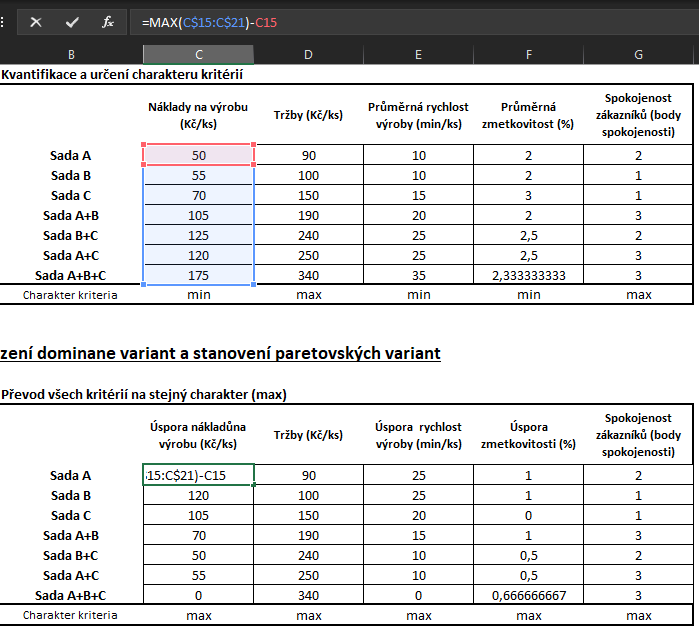 fx =MAX(C$15:C$21)-C15
B C D E F G
Kvantifikace a určení charakteru kritérií
Náklady na výrobu (Kč/ks) Tržby (Kč/ks) Průměrná rychlost výroby (min/ks) Průměrná zmetkovitost (%) Spokojenost zákazníků (body spokojenosti)
Sada A 50 90 10 2 2
Sada B 55 100 10 2 1
Sada C 70 150 15 3 1
Sada A+B 105 190 20 2 3
Sada B+C 125 240 25 2,5 2
Sada A+C 120 250 25 2,5 3
Sada A+B+C 175 340 35 2,333333333 3
Charakter kriteria min max min min max
zení dominane variant a stanovení paretovských variant
Převod všech kritérií na stejný charakter (max)
Úspora nákladůna výrobu (Kč/ks) Tržby (Kč/ks) Úspora rychlost výroby (min/ks) Úspora zmetkovitosti (%) Spokojenost zákazníků (body spokojenosti)
Sada A 15:C$21)-C15 90 25 1 2
Sada B 120 100 25 1 1
Sada C 105 150 20 0 1
Sada A+B 70 190 15 1 3
Sada B+C 50 240 10 0,5 2
Sada A+C 55 250 10 0,5 3
Sada A+B+C 0 340 0 0,666666667 3
Charakter kriteria max max max max max